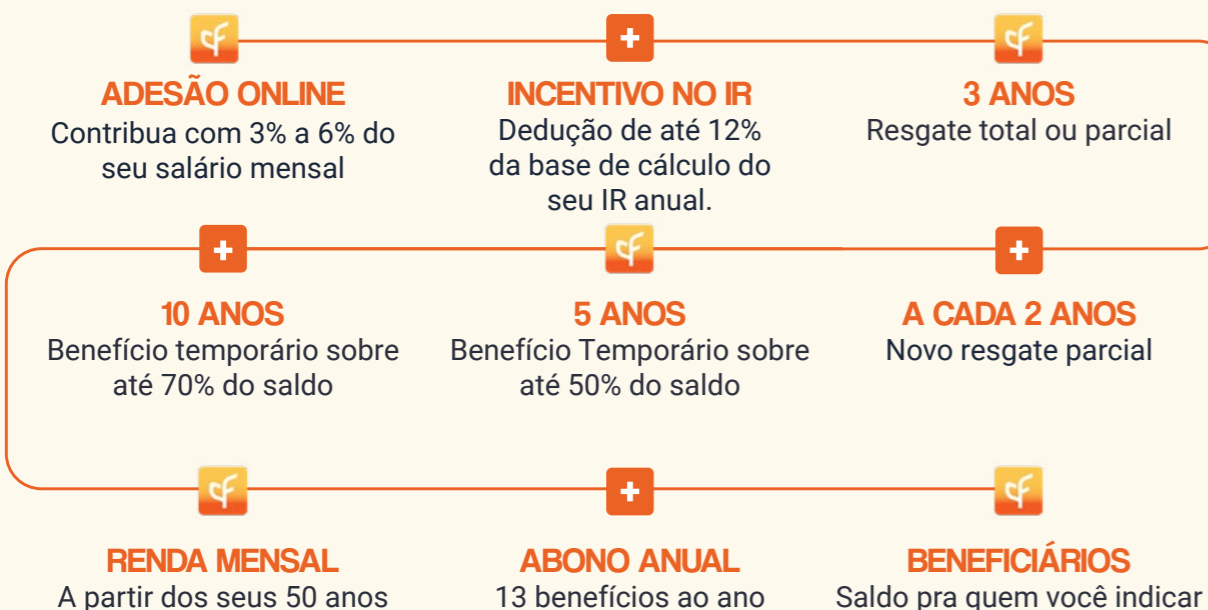 ADESÃO ONLINE
Contribua com 3% a 6% do
seu salário mensal
INCENTIVO NO IR
Dedução de até 12%
da base de cálculo do
seu IR anual.
3 ANOS
Resgate total ou parcial
10 ANOS
Benefício temporário sobre
até 70% do saldo
5 ANOS
Benefício Temporário sobre
até 50% do saldo
A CADA 2 ANOS
Novo resgate parcial
RENDA MENSAL
A partir dos seus 50 anos
ABONO ANUAL
13 benefícios ao ano
BENEFICIÁRIOS
Saldo pra quem você indicar